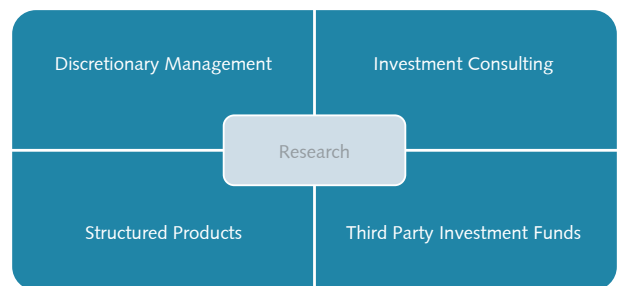 Discretionary Management
Investment Consulting
Research
Structured Products
Third Party Investment Funds